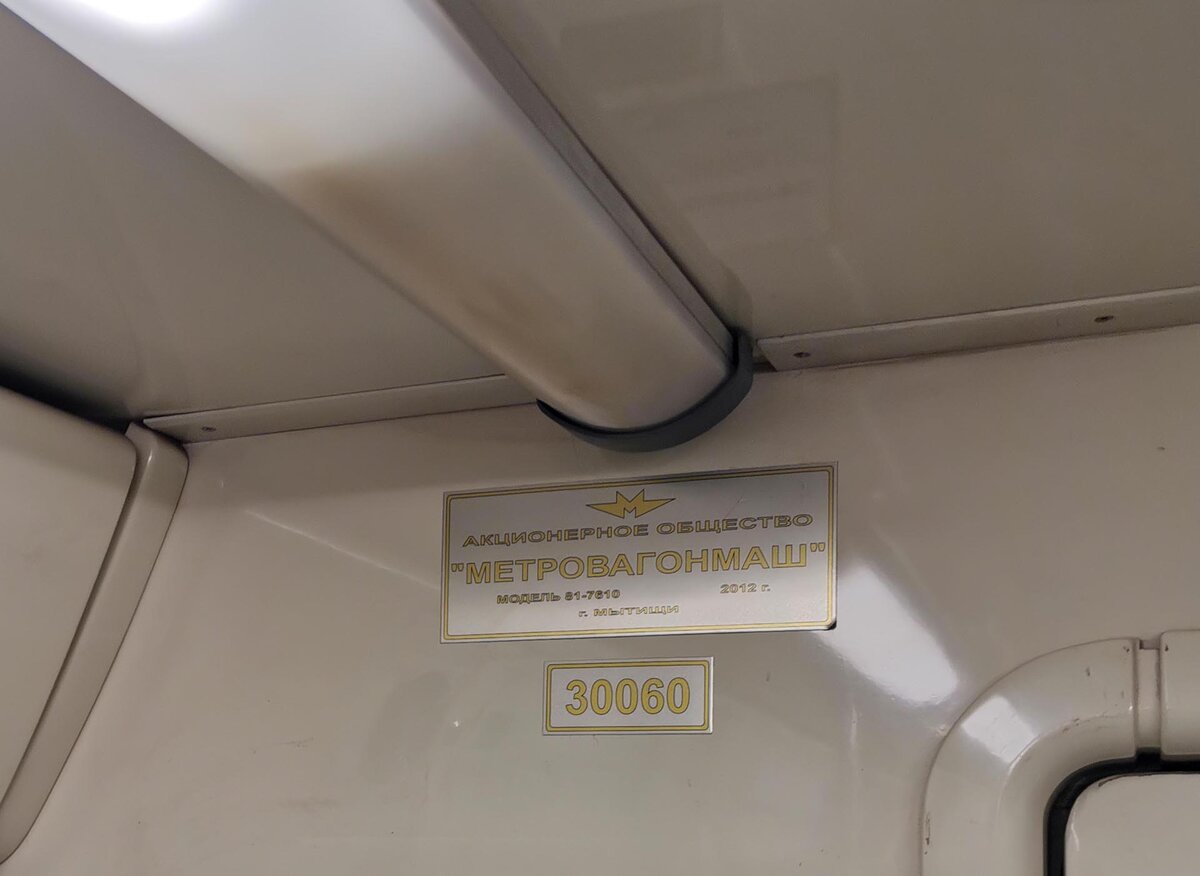 М
АКЦИОНЕРНОЕ ОБЩЕСТВО
"МЕТРОВАГОНМАШ"
МОДЕЛЬ 81-7610 2012 г.
г. МЫТИЩИ
30060